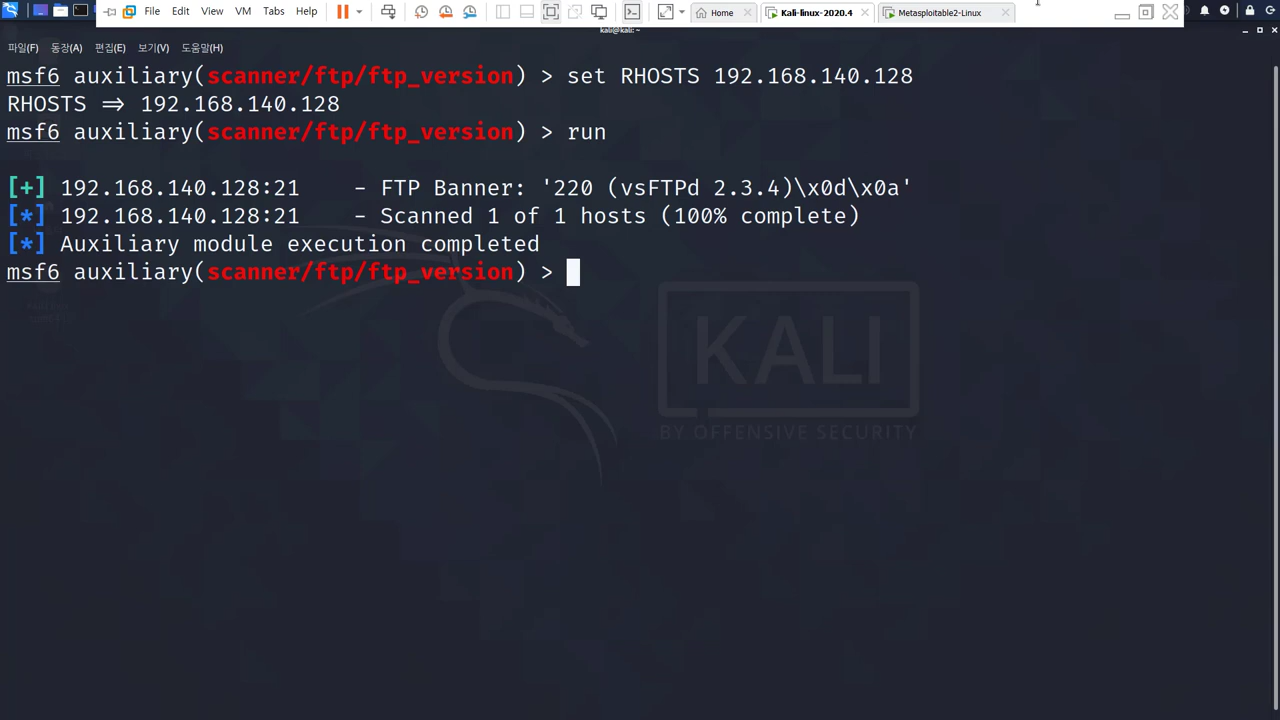 File Edit View VM Tabs Help Home Kali-linux-2020.4 Metasploitable2-Linux
kali@kali: ~
파일(F) 동작(A) 편집(E) 보기(V) 도움말(H)
msf6 auxiliary(scanner/ftp/ftp_version) > set RHOSTS 192.168.140.128
RHOSTS => 192.168.140.128
msf6 auxiliary(scanner/ftp/ftp_version) > run
[+] 192.168.140.128:21 - FTP Banner: '220 (vsFTPd 2.3.4)\x0d\x0a'
[*] 192.168.140.128:21 - Scanned 1 of 1 hosts (100% complete)
[*] Auxiliary module execution completed
msf6 auxiliary(scanner/ftp/ftp_version) >
KALI
BY OFFENSIVE SECURITY